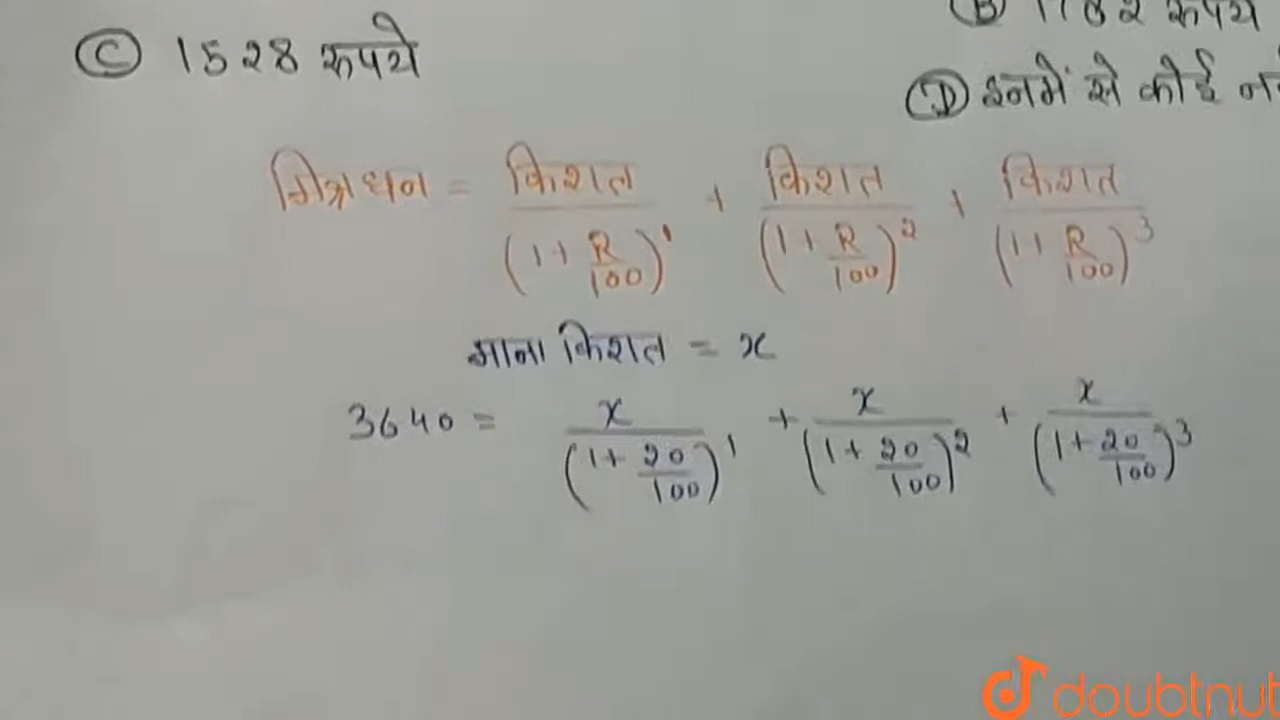 (B) रुपये
(C) 1528 रुपये
(D) इनमें से कोई
मिश्रधन = किशत / (1 + R/100)^1 + किशत / (1 + R/100)^2 + किशत / (1 + R/100)^3
माना किशत = x
3640 = x / (1 + 20/100)^1 + x / (1 + 20/100)^2 + x / (1 + 20/100)^3
doubtnut